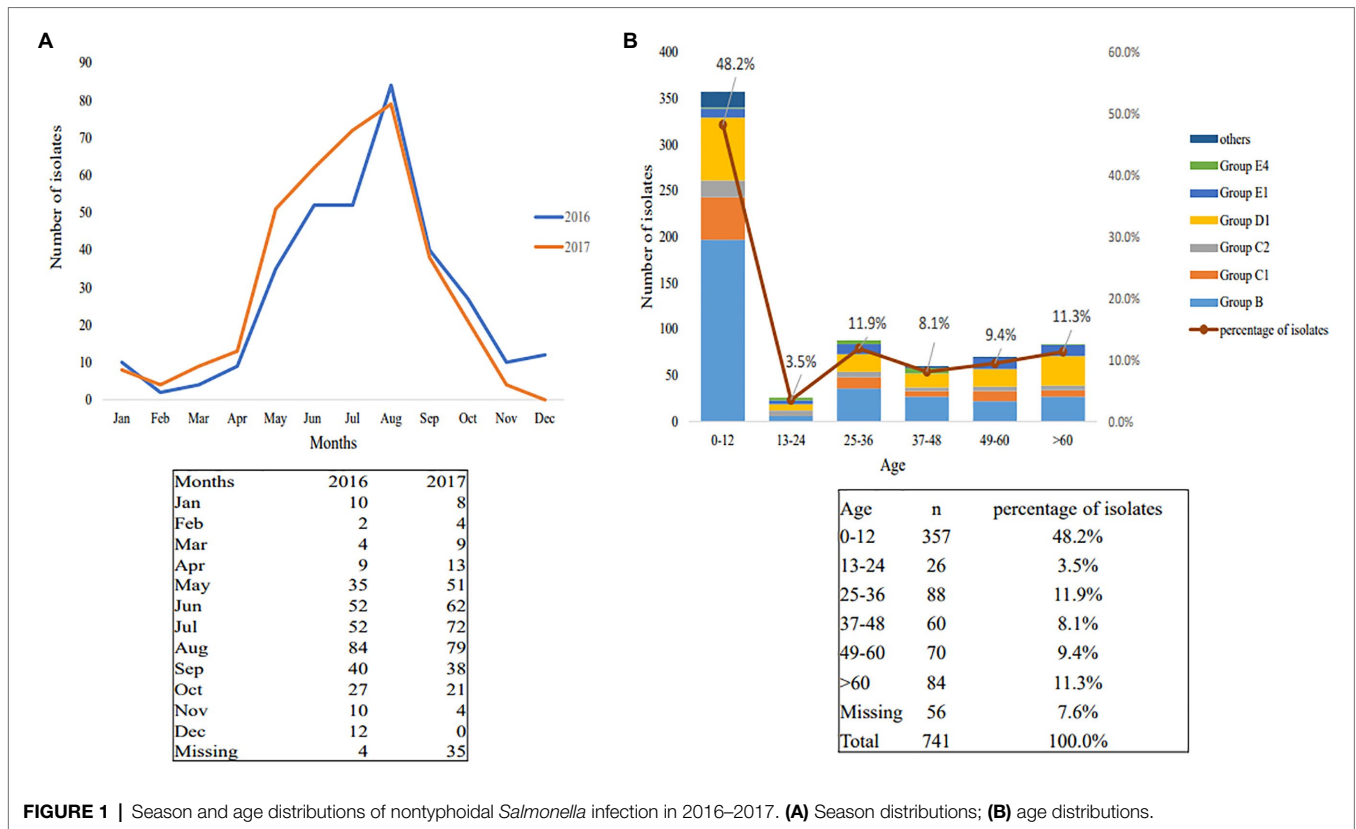 A
90
80
70
60
50
40
30
20
10
0
Number of isolates
Jan Feb Mar Apr May Jun Jul Aug Sep Oct Nov Dec
Months
2016
2017
Months 2016 2017
Jan 10 8
Feb 2 4
Mar 4 9
Apr 9 13
May 35 51
Jun 52 62
Jul 52 72
Aug 84 79
Sep 40 38
Oct 27 21
Nov 10 4
Dec 12 0
Missing 4 35
B
400
350
300
250
200
150
100
50
0
Number of isolates
60.0%
50.0%
40.0%
30.0%
20.0%
10.0%
0.0%
48.2%
3.5%
11.9%
8.1%
9.4%
11.3%
0-12 13-24 25-36 37-48 49-60 >60
Age
others
Group E4
Group E1
Group D1
Group C2
Group C1
Group B
percentage of isolates
Age n percentage of isolates
0-12 357 48.2%
13-24 26 3.5%
25-36 88 11.9%
37-48 60 8.1%
49-60 70 9.4%
>60 84 11.3%
Missing 56 7.6%
Total 741 100.0%
FIGURE 1 | Season and age distributions of nontyphoidal Salmonella infection in 2016–2017. (A) Season distributions; (B) age distributions.